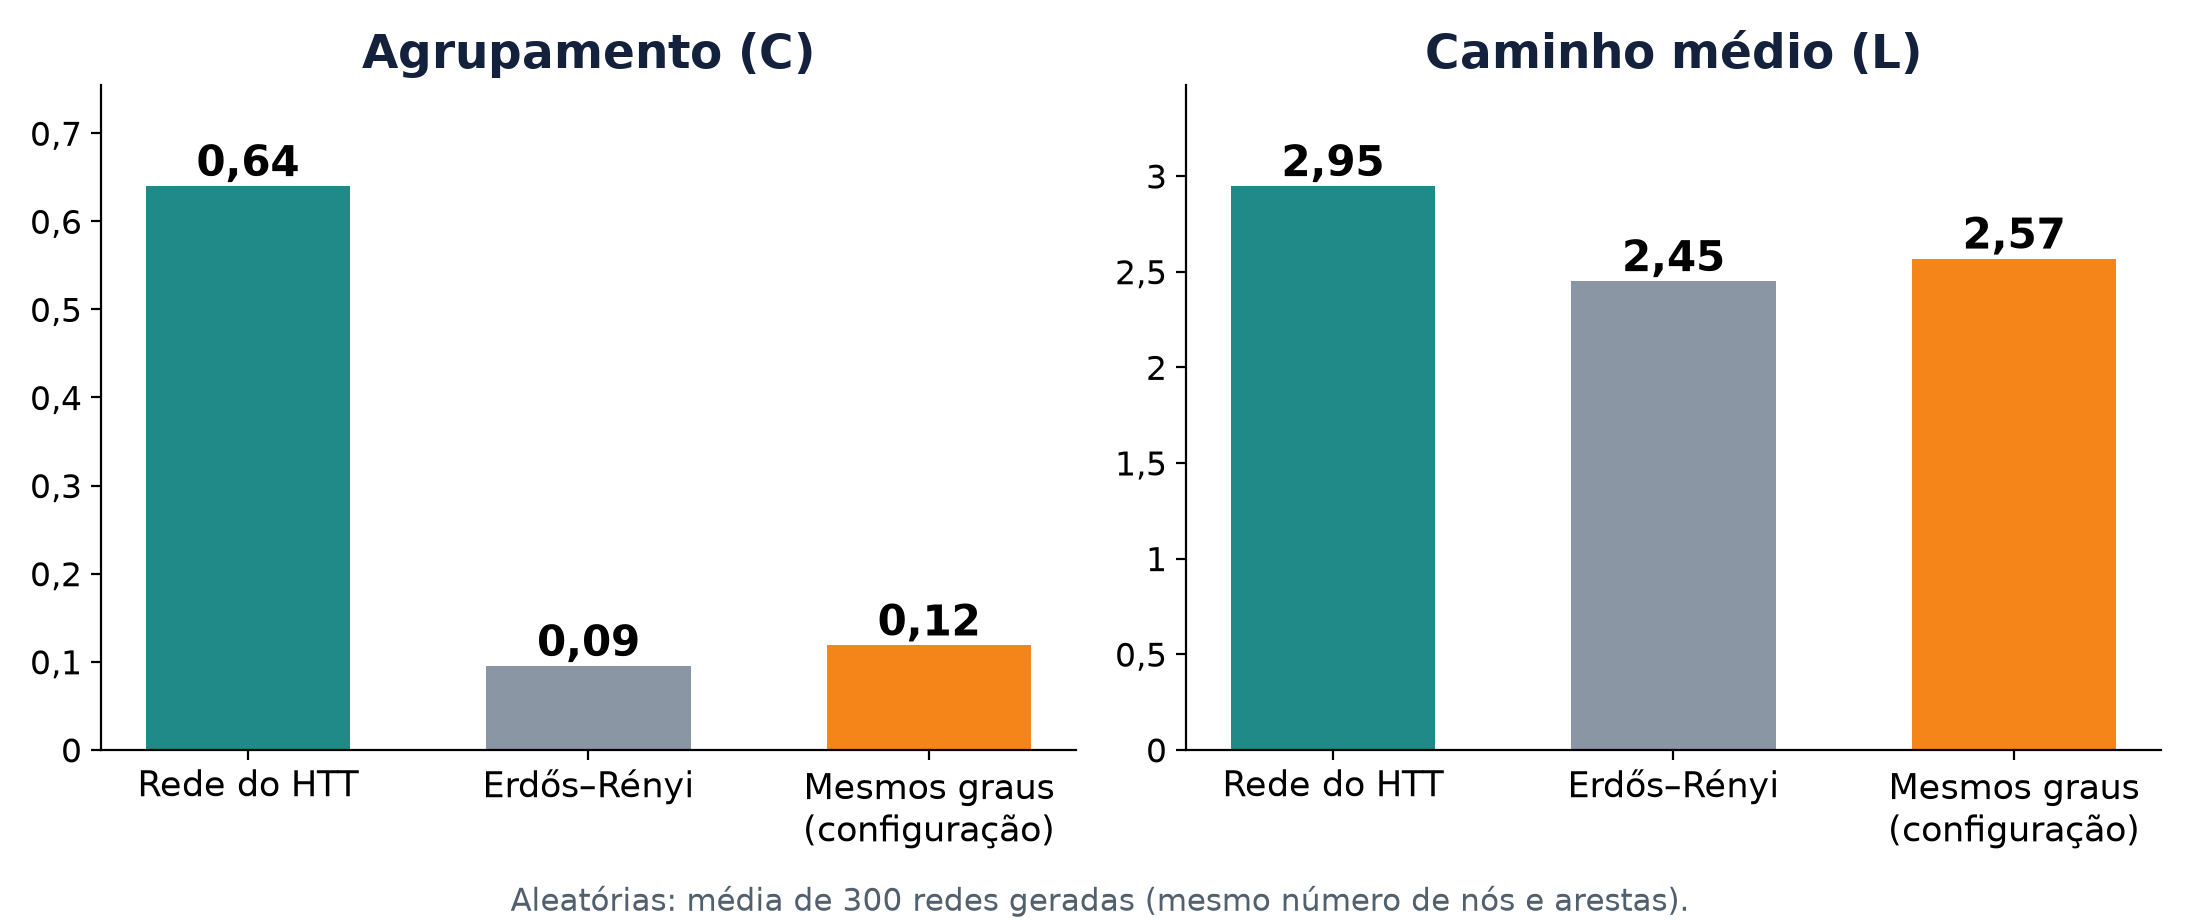 Agrupamento (C)
0,7
0,6
0,5
0,4
0,3
0,2
0,1
0
0,64
0,09
0,12
Rede do HTT
Erdős–Rényi
Mesmos graus
(configuração)
Caminho médio (L)
3
2,5
2
1,5
1
0,5
0
2,95
2,45
2,57
Rede do HTT
Erdős–Rényi
Mesmos graus
(configuração)
Aleatórias: média de 300 redes geradas (mesmo número de nós e arestas).